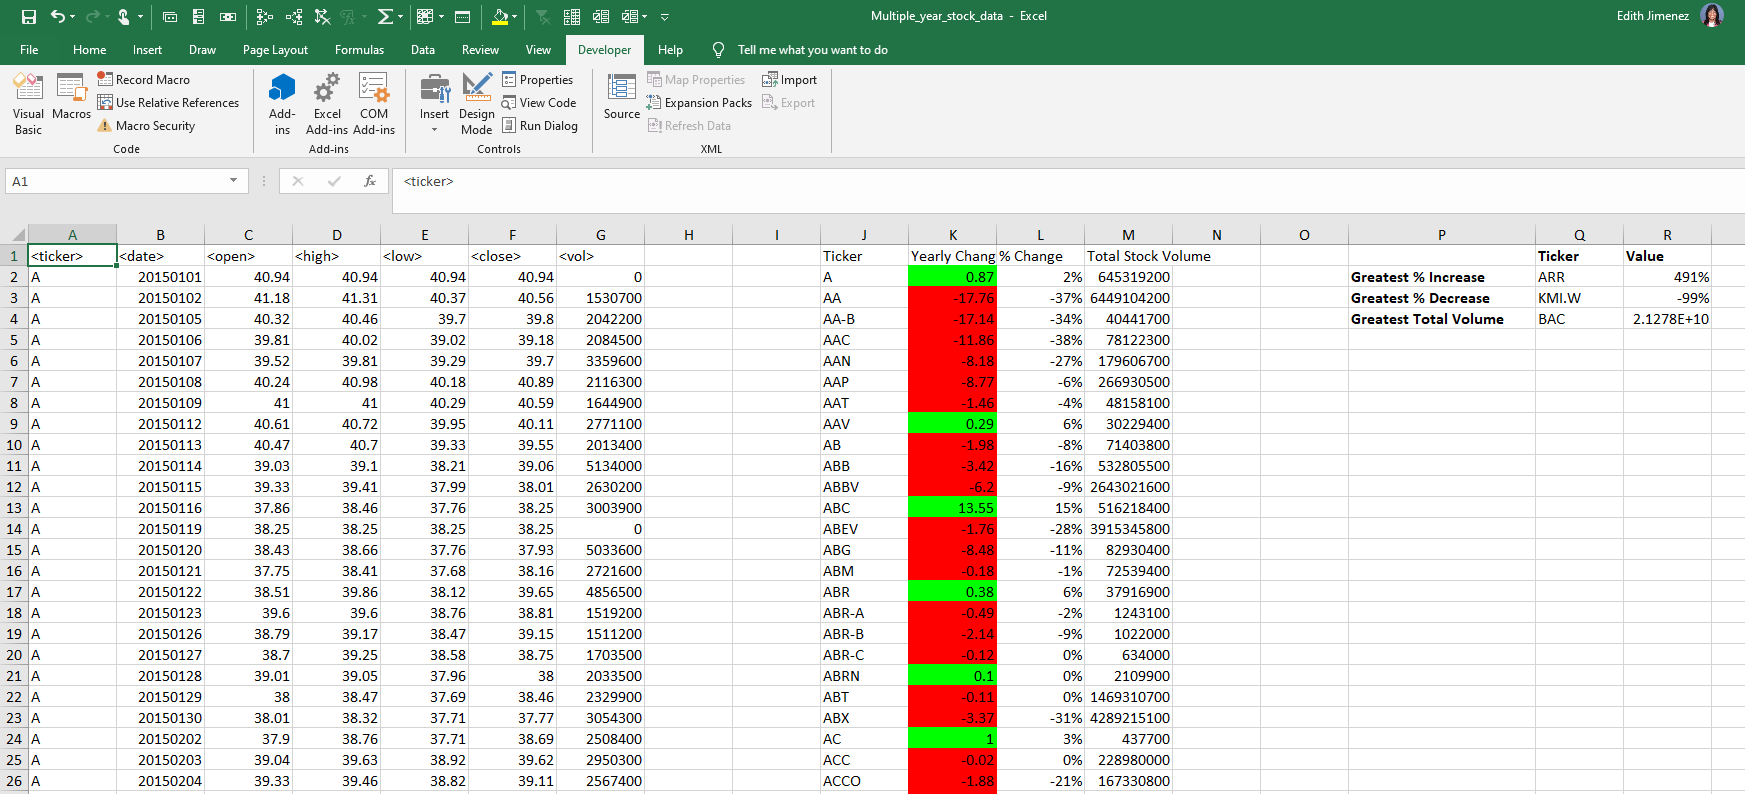 Multiple_year_stock_data - Excel
Edith Jimenez
File Home Insert Draw Page Layout Formulas Data Review View Developer Help Tell me what you want to do
Visual Basic
Macros
Record Macro
Use Relative References
Macro Security
Code
Add-ins
Excel Add-ins
COM Add-ins
Add-ins
Insert
Design Mode
Properties
View Code
Run Dialog
Controls
Source
Map Properties
Expansion Packs
Refresh Data
Import
Export
XML
A1 fx <ticker>
A B C D E F G H I J K L M N O P Q R
1 <ticker> <date> <open> <high> <low> <close> <vol> Ticker Yearly Chang % Change Total Stock Volume Ticker Value
2 A 20150101 40.94 40.94 40.94 40.94 0 A 0.87 2% 645319200 Greatest % Increase ARR 491%
3 A 20150102 41.18 41.31 40.37 40.56 1530700 AA -17.76 -37% 6449104200 Greatest % Decrease KMI.W -99%
4 A 20150105 40.32 40.46 39.7 39.8 2042200 AA-B -17.14 -34% 40441700 Greatest Total Volume BAC 2.1278E+10
5 A 20150106 39.81 40.02 39.02 39.18 2084500 AAC -11.86 -38% 78122300
6 A 20150107 39.52 39.81 39.29 39.7 3359600 AAN -8.18 -27% 179606700
7 A 20150108 40.24 40.98 40.18 40.89 2116300 AAP -8.77 -6% 266930500
8 A 20150109 41 41 40.29 40.59 1644900 AAT -1.46 -4% 48158100
9 A 20150112 40.61 40.72 39.95 40.11 2771100 AAV 0.29 6% 30229400
10 A 20150113 40.47 40.7 39.33 39.55 2013400 AB -1.98 -8% 71403800
11 A 20150114 39.03 39.1 38.21 39.06 5134000 ABB -3.42 -16% 532805500
12 A 20150115 39.33 39.41 37.99 38.01 2630200 ABBV -6.2 -9% 2643021600
13 A 20150116 37.86 38.46 37.76 38.25 3003900 ABC 13.55 15% 516218400
14 A 20150119 38.25 38.25 38.25 38.25 0 ABEV -1.76 -28% 3915345800
15 A 20150120 38.43 38.66 37.76 37.93 5033600 ABG -8.48 -11% 82930400
16 A 20150121 37.75 38.41 37.68 38.16 2721600 ABM -0.18 -1% 72539400
17 A 20150122 38.51 39.86 38.12 39.65 4856500 ABR 0.38 6% 37916900
18 A 20150123 39.6 39.6 38.76 38.81 1519200 ABR-A -0.49 -2% 1243100
19 A 20150126 38.79 39.17 38.47 39.15 1511200 ABR-B -2.14 -9% 1022000
20 A 20150127 38.7 39.25 38.58 38.75 1703500 ABR-C -0.12 0% 634000
21 A 20150128 39.01 39.05 37.96 38 2033500 ABRN 0.1 0% 2109900
22 A 20150129 38 38.47 37.69 38.46 2329900 ABT -0.11 0% 1469310700
23 A 20150130 38.01 38.32 37.71 37.77 3054300 ABX -3.37 -31% 4289215100
24 A 20150202 37.9 38.76 37.71 38.69 2508400 AC 1 3% 437700
25 A 20150203 39.04 39.63 38.92 39.62 2950300 ACC -0.02 0% 228980000
26 A 20150204 39.33 39.46 38.82 39.11 2567400 ACCO -1.88 -21% 167330800